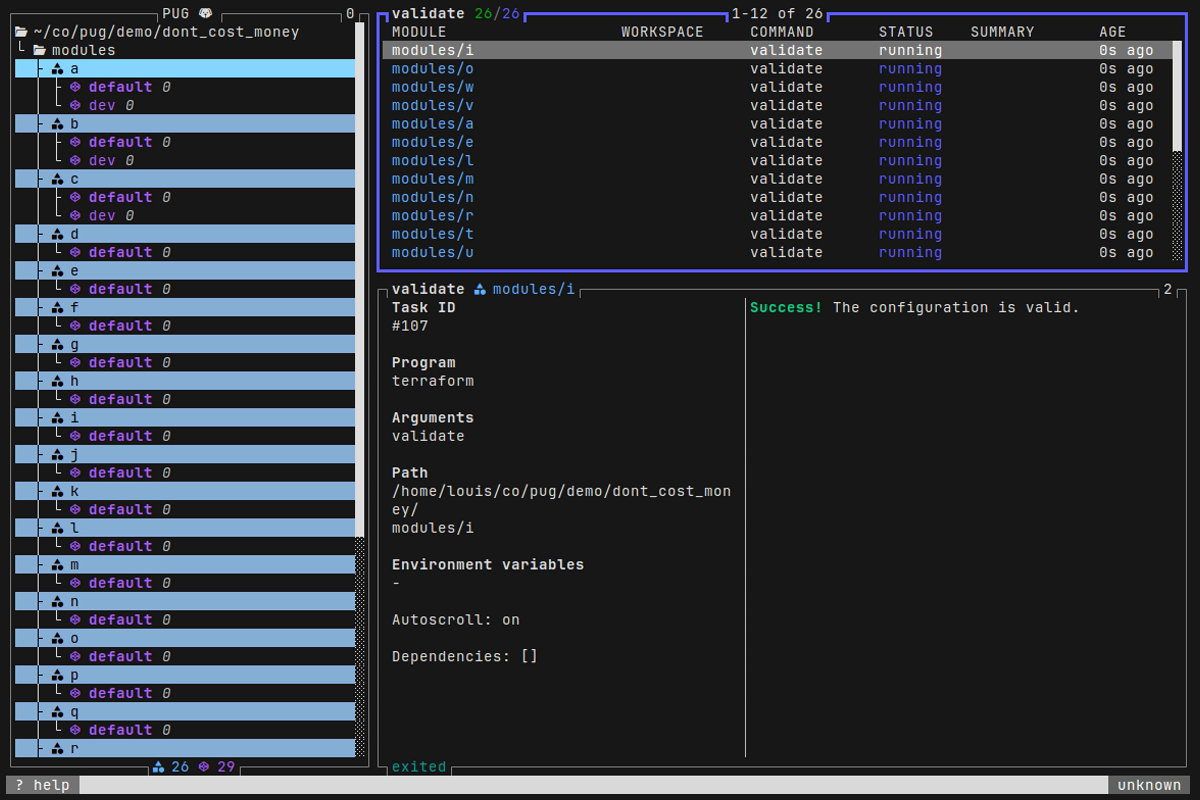 PUG 0
~/co/pug/demo/dont_cost_money
modules
a
default 0
dev 0
b
default 0
dev 0
c
default 0
dev 0
d
default 0
e
default 0
f
default 0
g
default 0
h
default 0
i
default 0
j
default 0
k
default 0
l
default 0
m
default 0
n
default 0
o
default 0
p
default 0
q
default 0
r
26 29
validate 26/26 1-12 of 26
MODULE WORKSPACE COMMAND STATUS SUMMARY AGE
modules/i validate running 0s ago
modules/o validate running 0s ago
modules/w validate running 0s ago
modules/v validate running 0s ago
modules/a validate running 0s ago
modules/e validate running 0s ago
modules/l validate running 0s ago
modules/m validate running 0s ago
modules/n validate running 0s ago
modules/r validate running 0s ago
modules/t validate running 0s ago
modules/u validate running 0s ago
validate modules/i 2
Task ID
#107
Program
terraform
Arguments
validate
Path
/home/louis/co/pug/demo/dont_cost_mon
ey/
modules/i
Environment variables
-
Autoscroll: on
Dependencies: []
Success! The configuration is valid.
exited
? help unknown